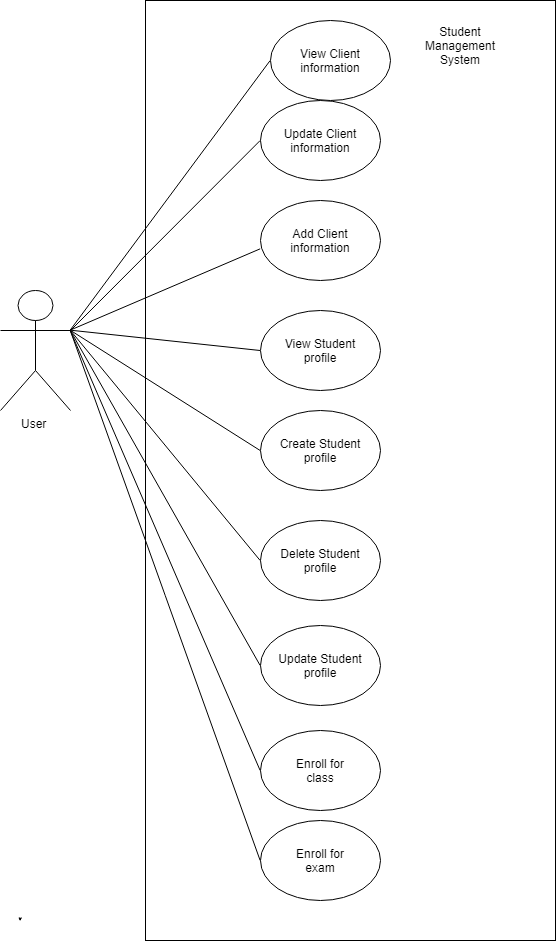 View Client
information
Student
Management
System
Update Client
information
Add Client
information
View Student
profile
User
Create Student
profile
Delete Student
profile
Update Student
profile
Enroll for
class
Enroll for
exam